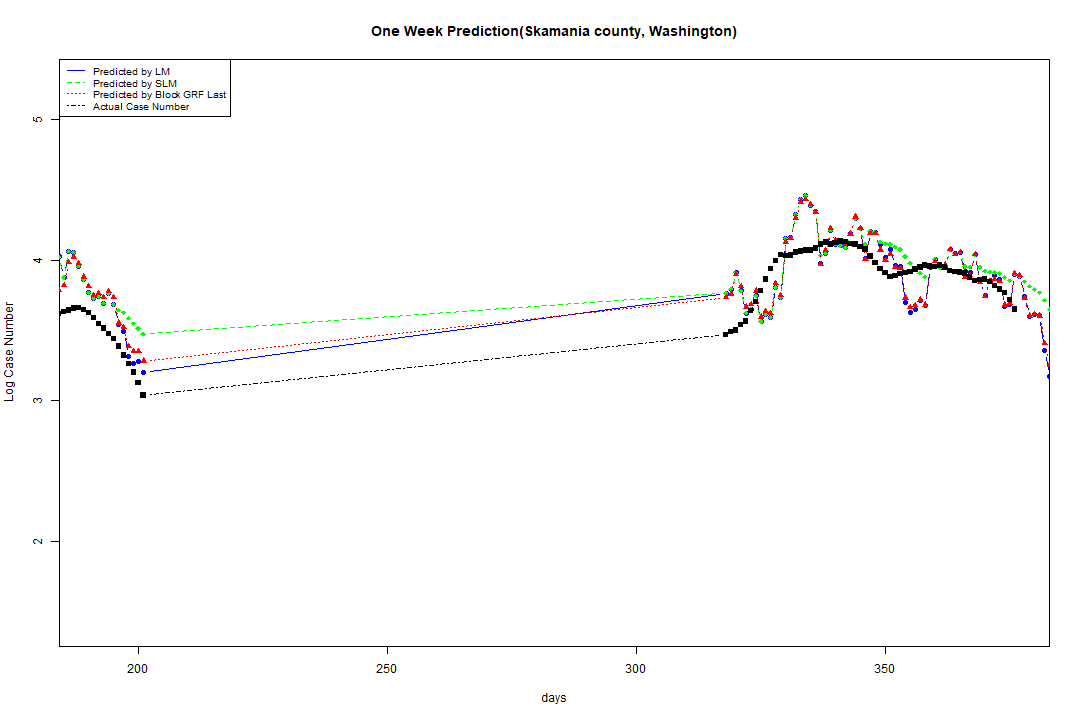 One Week Prediction(Skamania county, Washington)
Predicted by LM
Predicted by SLM
Predicted by Block GRF Last
Actual Case Number
5
4
3
2
Log Case Number
200 250 300 350
days